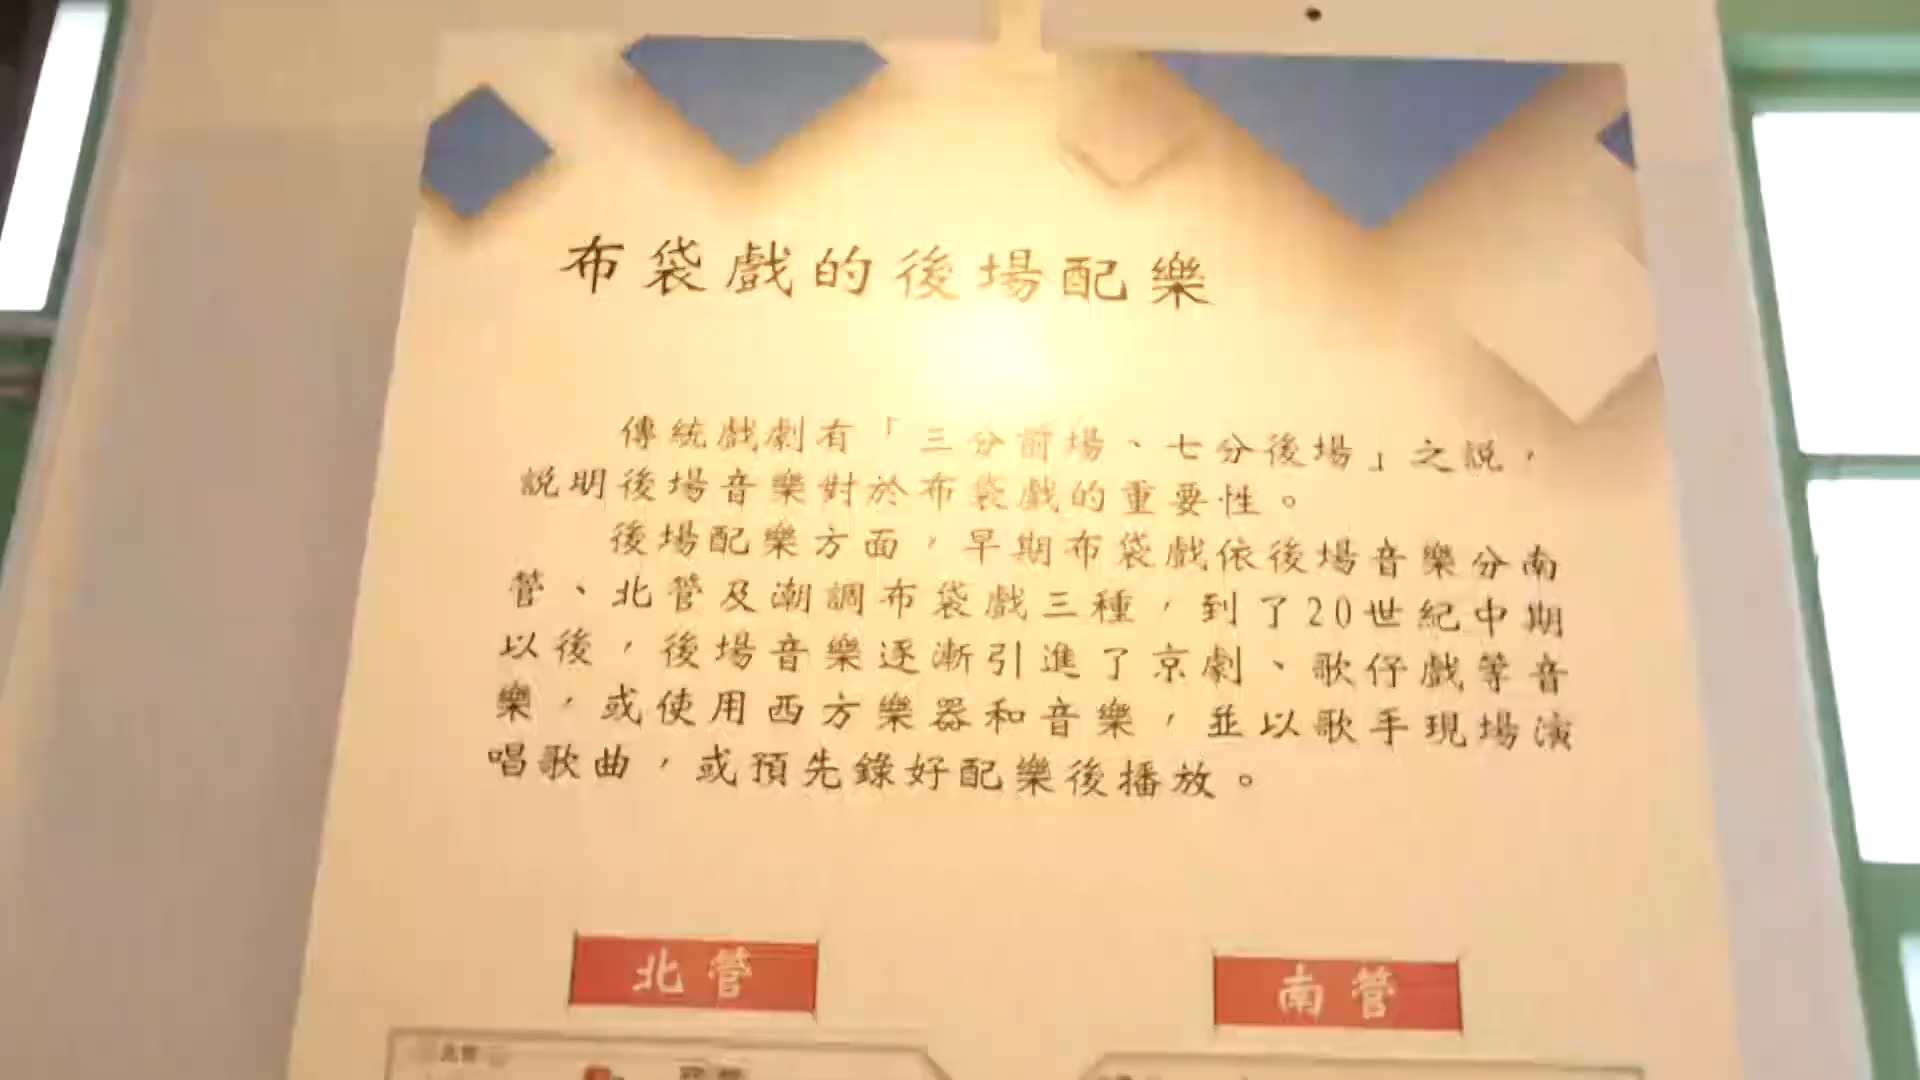 布袋戲的後場配樂
傳統戲劇有「三分前場、七分後場」之說，
說明後場音樂對於布袋戲的重要性。
後場配樂方面，早期布袋戲依後場音樂分南
管、北管及潮調布袋戲三種，到了20世紀中期
以後，後場音樂逐漸引進了京劇、歌仔戲等音
樂，或使用西方樂器和音樂，並以歌手現場演
唱歌曲，或預先錄好配樂後播放。
北管
南管